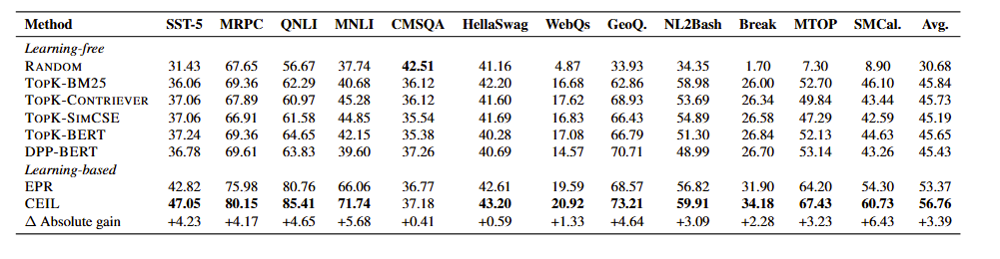 Method SST-5 MRPC QNLI MNLI CMSQA HellaSwag WebQs GeoQ. NL2Bash Break MTOP SMCal. Avg.
Learning-free
RANDOM 31.43 67.65 56.67 37.74 42.51 41.16 4.87 33.93 34.35 1.70 7.30 8.90 30.68
TOPK-BM25 36.06 69.36 62.29 40.68 36.12 42.20 16.68 62.86 58.98 26.00 52.70 46.10 45.84
TOPK-CONTRIEVER 37.06 67.89 60.97 45.28 36.12 41.60 17.62 68.93 53.69 26.34 49.84 43.44 45.73
TOPK-SIMCSE 37.06 66.91 61.58 44.85 35.54 41.69 16.83 66.43 54.89 26.58 47.29 42.59 45.19
TOPK-BERT 37.24 69.36 64.65 42.15 35.38 40.28 17.08 66.79 51.30 26.84 52.13 44.63 45.65
DPP-BERT 36.78 69.61 63.83 39.60 37.26 40.69 14.57 70.71 48.99 26.70 53.14 43.26 45.43
Learning-based
EPR 42.82 75.98 80.76 66.06 36.77 42.61 19.59 68.57 56.82 31.90 64.20 54.30 53.37
CEIL 47.05 80.15 85.41 71.74 37.18 43.20 20.92 73.21 59.91 34.18 67.43 60.73 56.76
Δ Absolute gain +4.23 +4.17 +4.65 +5.68 +0.41 +0.59 +1.33 +4.64 +3.09 +2.28 +3.23 +6.43 +3.39